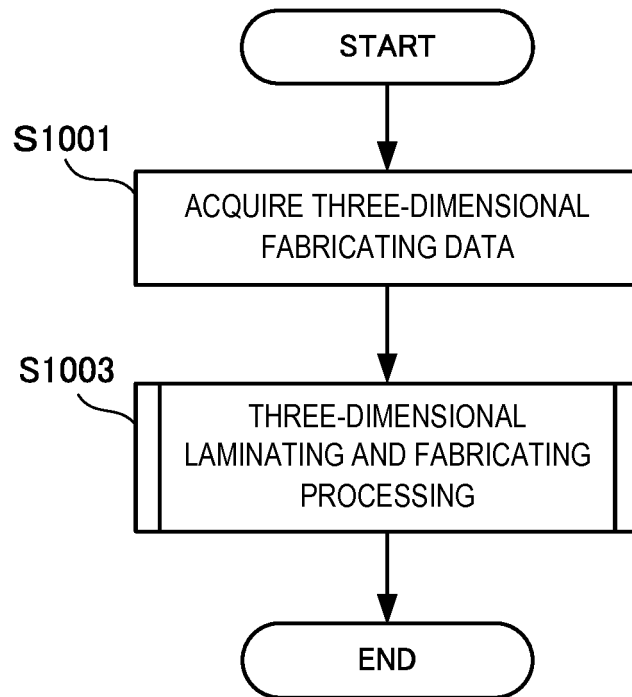 START
S1001
ACQUIRE THREE-DIMENSIONAL
FABRICATING DATA
S1003
THREE-DIMENSIONAL
LAMINATING AND FABRICATING
PROCESSING
END